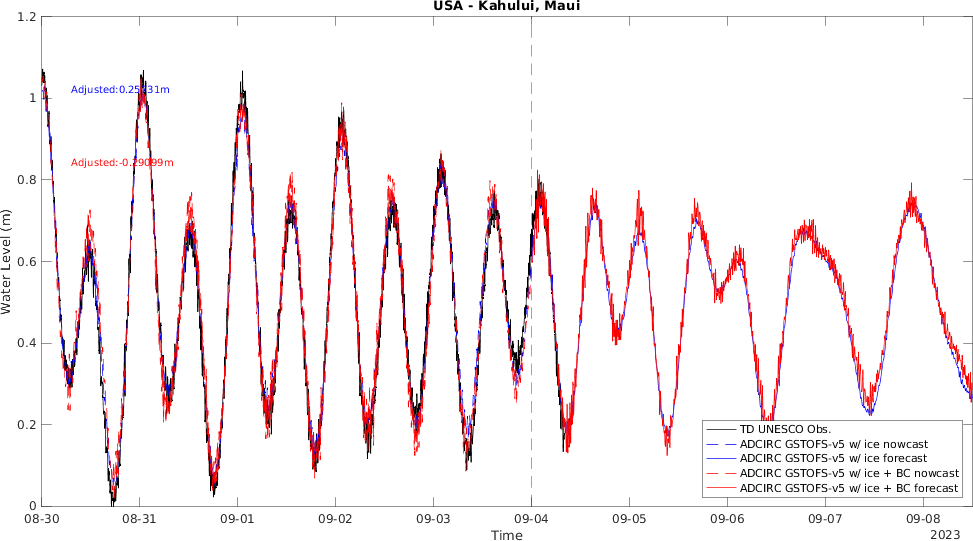 USA - Kahului, Maui
1.2
1
0.8
0.6
0.4
0.2
0
Water Level (m)
Adjusted:-0.29099m
TD UNESCO Obs.
ADCIRC GSTOFS-v5 w/ ice nowcast
ADCIRC GSTOFS-v5 w/ ice forecast
ADCIRC GSTOFS-v5 w/ ice + BC nowcast
ADCIRC GSTOFS-v5 w/ ice + BC forecast
08-30 08-31 09-01 09-02 09-03 09-04 09-05 09-06 09-07 09-08
Time
2023